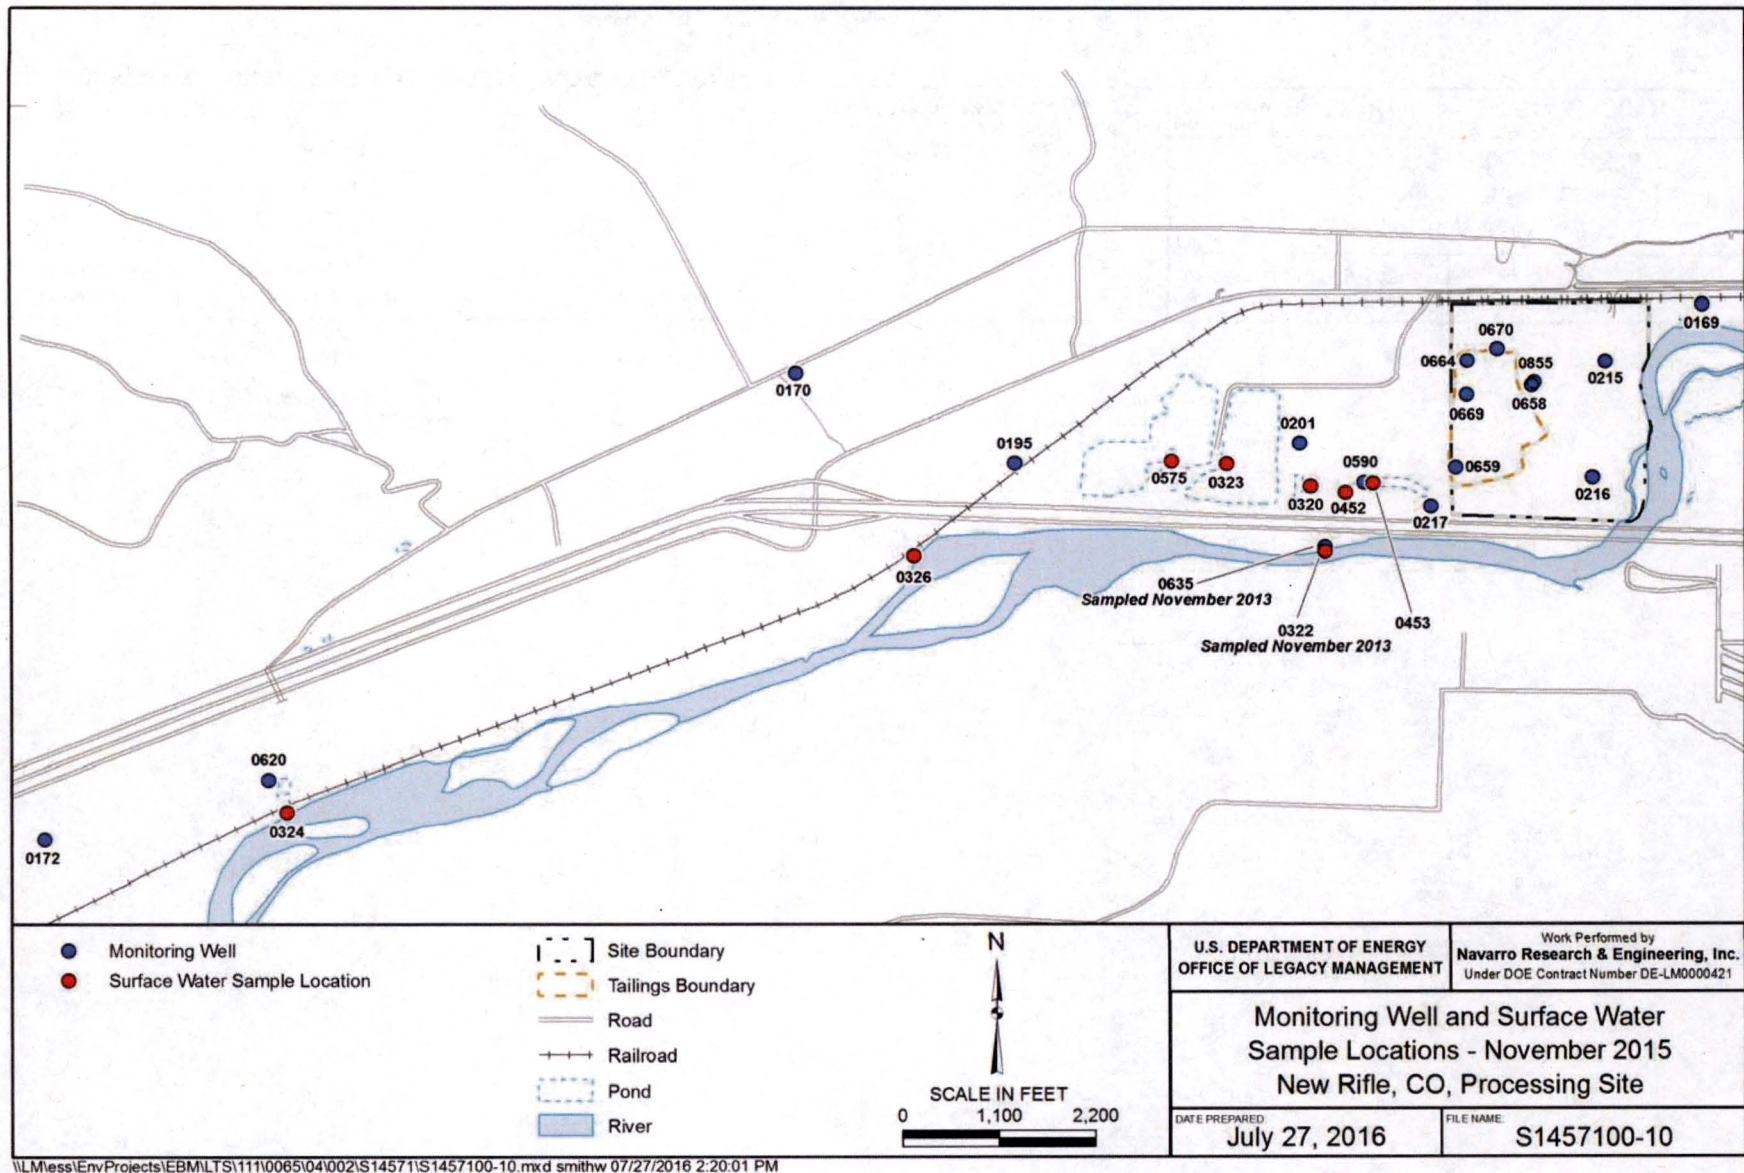 0670
0169
0664
0855
0215
0170
0669
0658
0201
0195
0590
0659
0575
0323
0320
0452
0216
0217
0326
0635
Sampled November 2013
0453
0322
Sampled November 2013
0620
0324
0172
Monitoring Well
Surface Water Sample Location
Site Boundary
Tailings Boundary
Road
Railroad
Pond
River
N
SCALE IN FEET
0 1,100 2,200
U.S. DEPARTMENT OF ENERGY
OFFICE OF LEGACY MANAGEMENT
Work Performed by
Navarro Research & Engineering, Inc.
Under DOE Contract Number DE-LM0000421
Monitoring Well and Surface Water
Sample Locations - November 2015
New Rifle, CO, Processing Site
DATE PREPARED:
July 27, 2016
FILE NAME:
S1457100-10
\\LM\ess\EnvProjects\EBM\LTS\111\0065\04\002\S14571\S1457100-10.mxd smithw 07/27/2016 2:20:01 PM